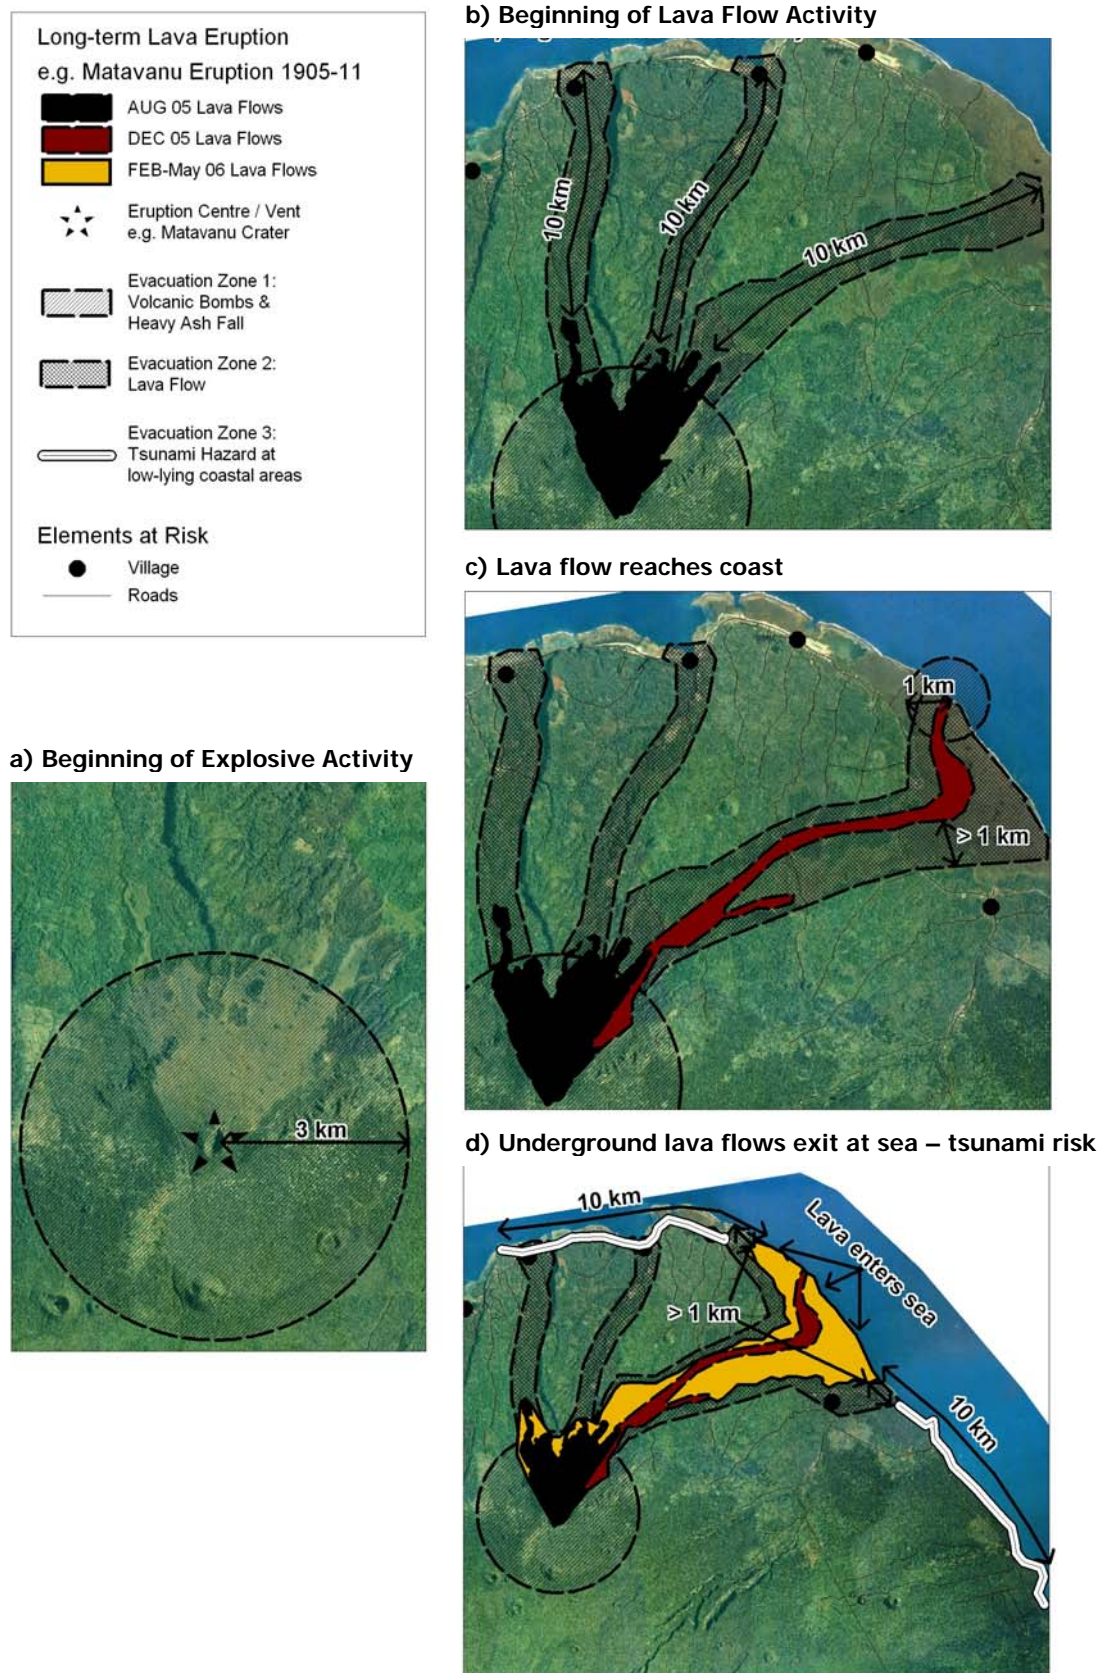 Long-term Lava Eruption
e.g. Matavanu Eruption 1905-11
AUG 05 Lava Flows
DEC 05 Lava Flows
FEB-May 06 Lava Flows
Eruption Centre / Vent
e.g. Matavanu Crater
Evacuation Zone 1:
Volcanic Bombs &
Heavy Ash Fall
Evacuation Zone 2:
Lava Flow
Evacuation Zone 3:
Tsunami Hazard at
low-lying coastal areas
Elements at Risk
Village
Roads
a) Beginning of Explosive Activity
3 km
b) Beginning of Lava Flow Activity
10 km
10 km
10 km
c) Lava flow reaches coast
1 km
> 1 km
d) Underground lava flows exit at sea – tsunami risk
10 km
Lava enters sea
> 1 km
10 km